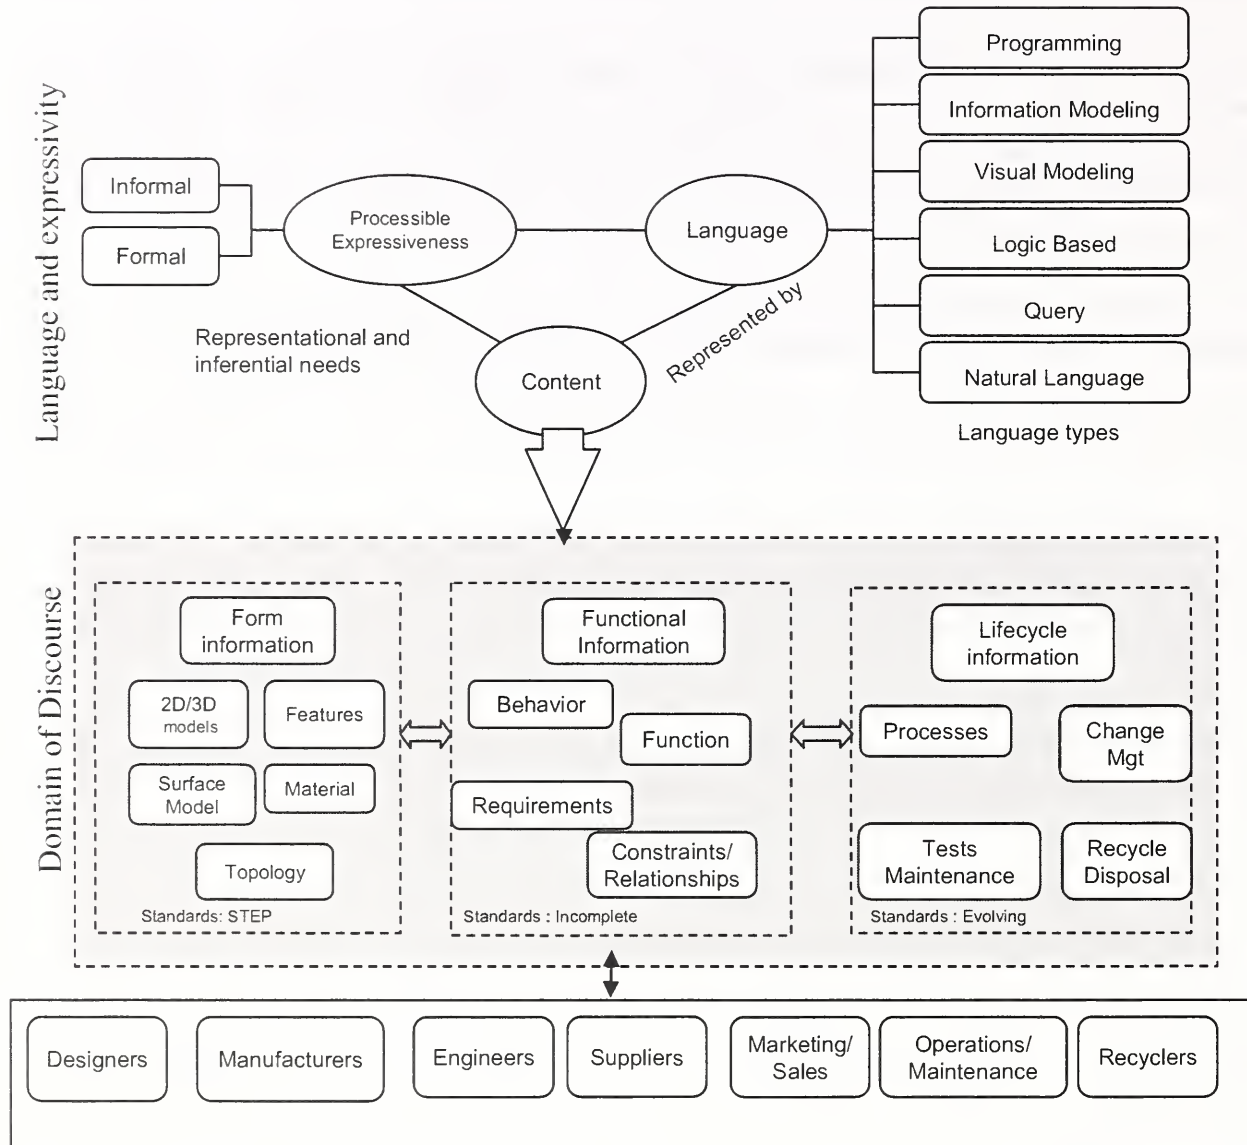 Language and expressivity
Informal
Formal
Processible
Expressiveness
Language
Content
Representational and
inferential needs
Represented by
Programming
Information Modeling
Visual Modeling
Logic Based
Query
Natural Language
Language types
Domain of Discourse
Form
information
2D/3D
models
Features
Surface
Model
Material
Topology
Standards: STEP
Functional
Information
Behavior
Function
Requirements
Constraints/
Relationships
Standards : Incomplete
Lifecycle
information
Processes
Change
Mgt
Tests
Maintenance
Recycle
Disposal
Standards : Evolving
Designers
Manufacturers
Engineers
Suppliers
Marketing/
Sales
Operations/
Maintenance
Recyclers